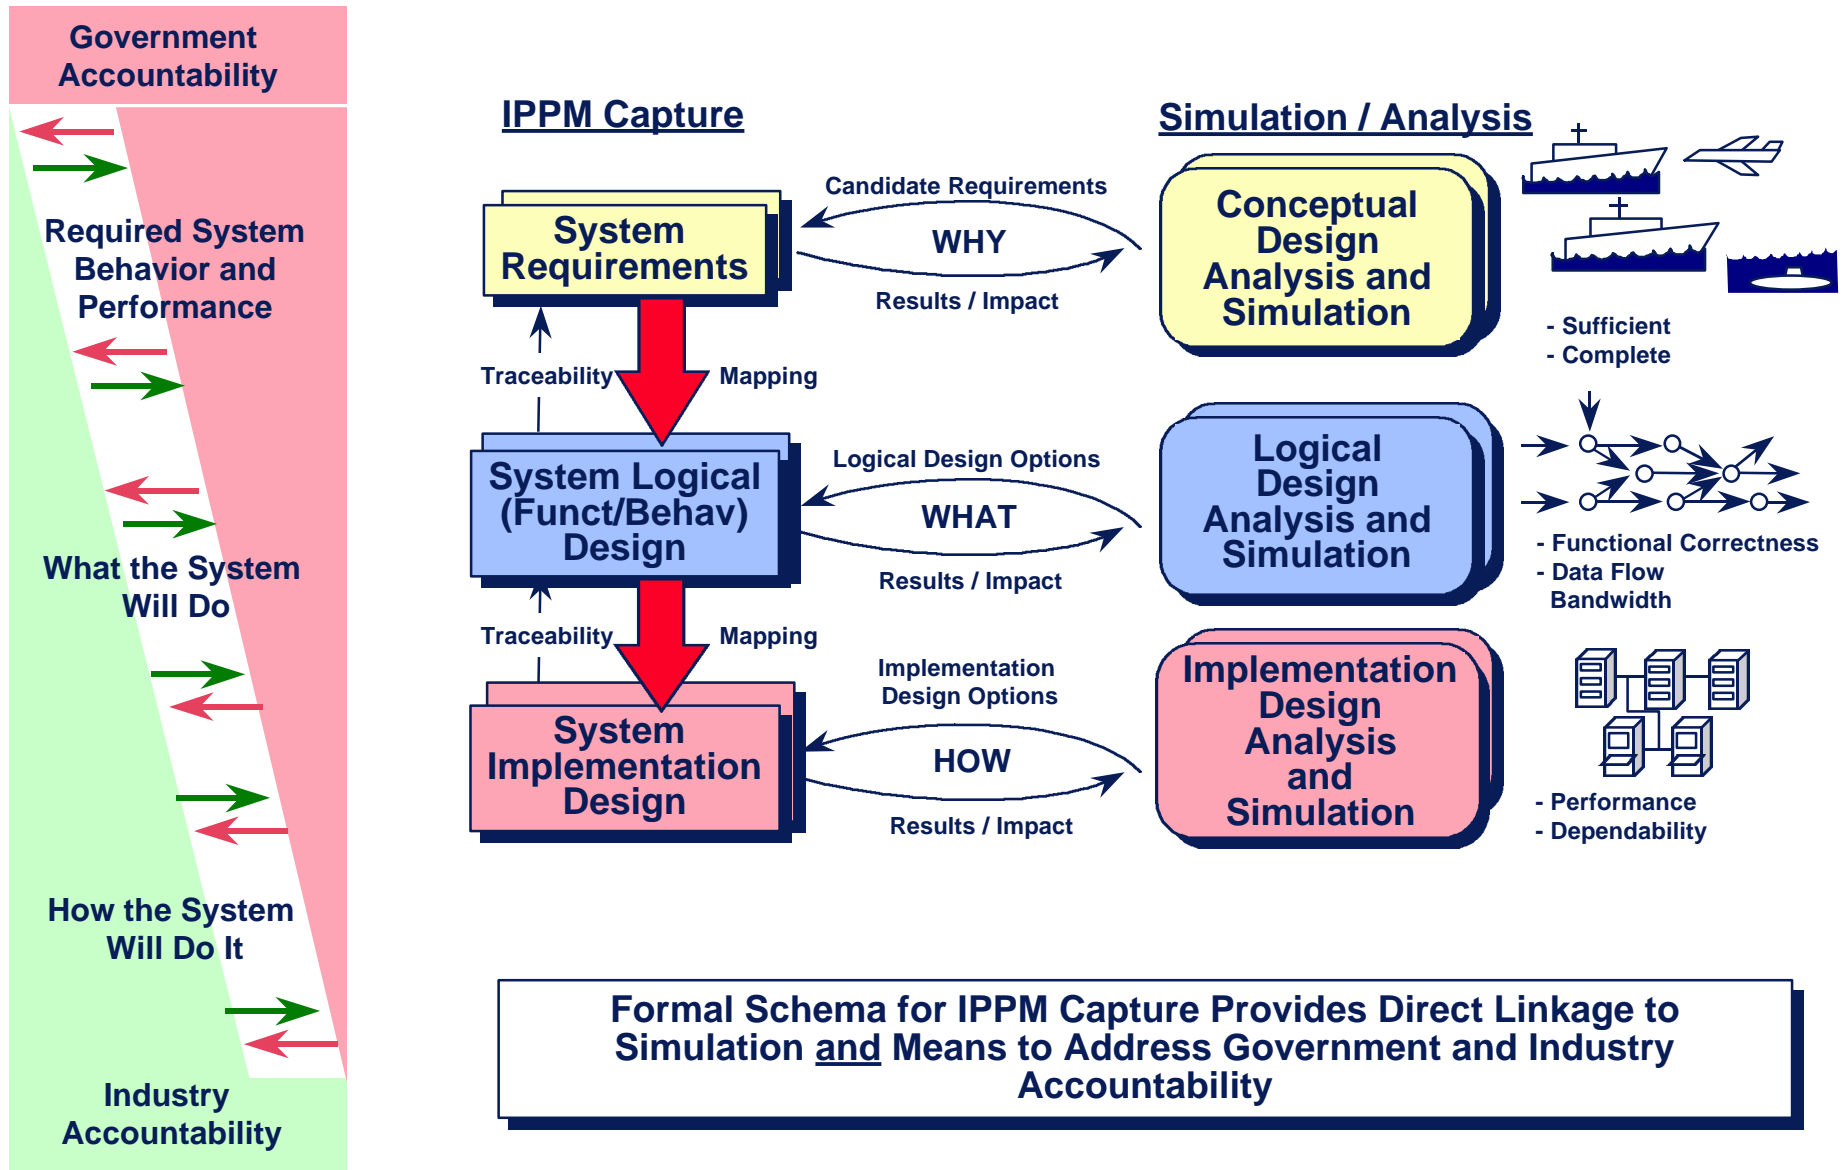 Government
Accountability
Required System
Behavior and
Performance
What the System
Will Do
How the System
Will Do It
Industry
Accountability
IPPM Capture
Simulation / Analysis
System
Requirements
Candidate Requirements
WHY
Results / Impact
Conceptual
Design
Analysis and
Simulation
- Sufficient
- Complete
Traceability
Mapping
System Logical
(Funct/Behav)
Design
Logical Design Options
WHAT
Results / Impact
Logical
Design
Analysis and
Simulation
- Functional Correctness
- Data Flow
Bandwidth
Traceability
Mapping
System
Implementation
Design
Implementation
Design Options
HOW
Results / Impact
Implementation
Design
Analysis
and
Simulation
- Performance
- Dependability
Formal Schema for IPPM Capture Provides Direct Linkage to
Simulation and Means to Address Government and Industry
Accountability